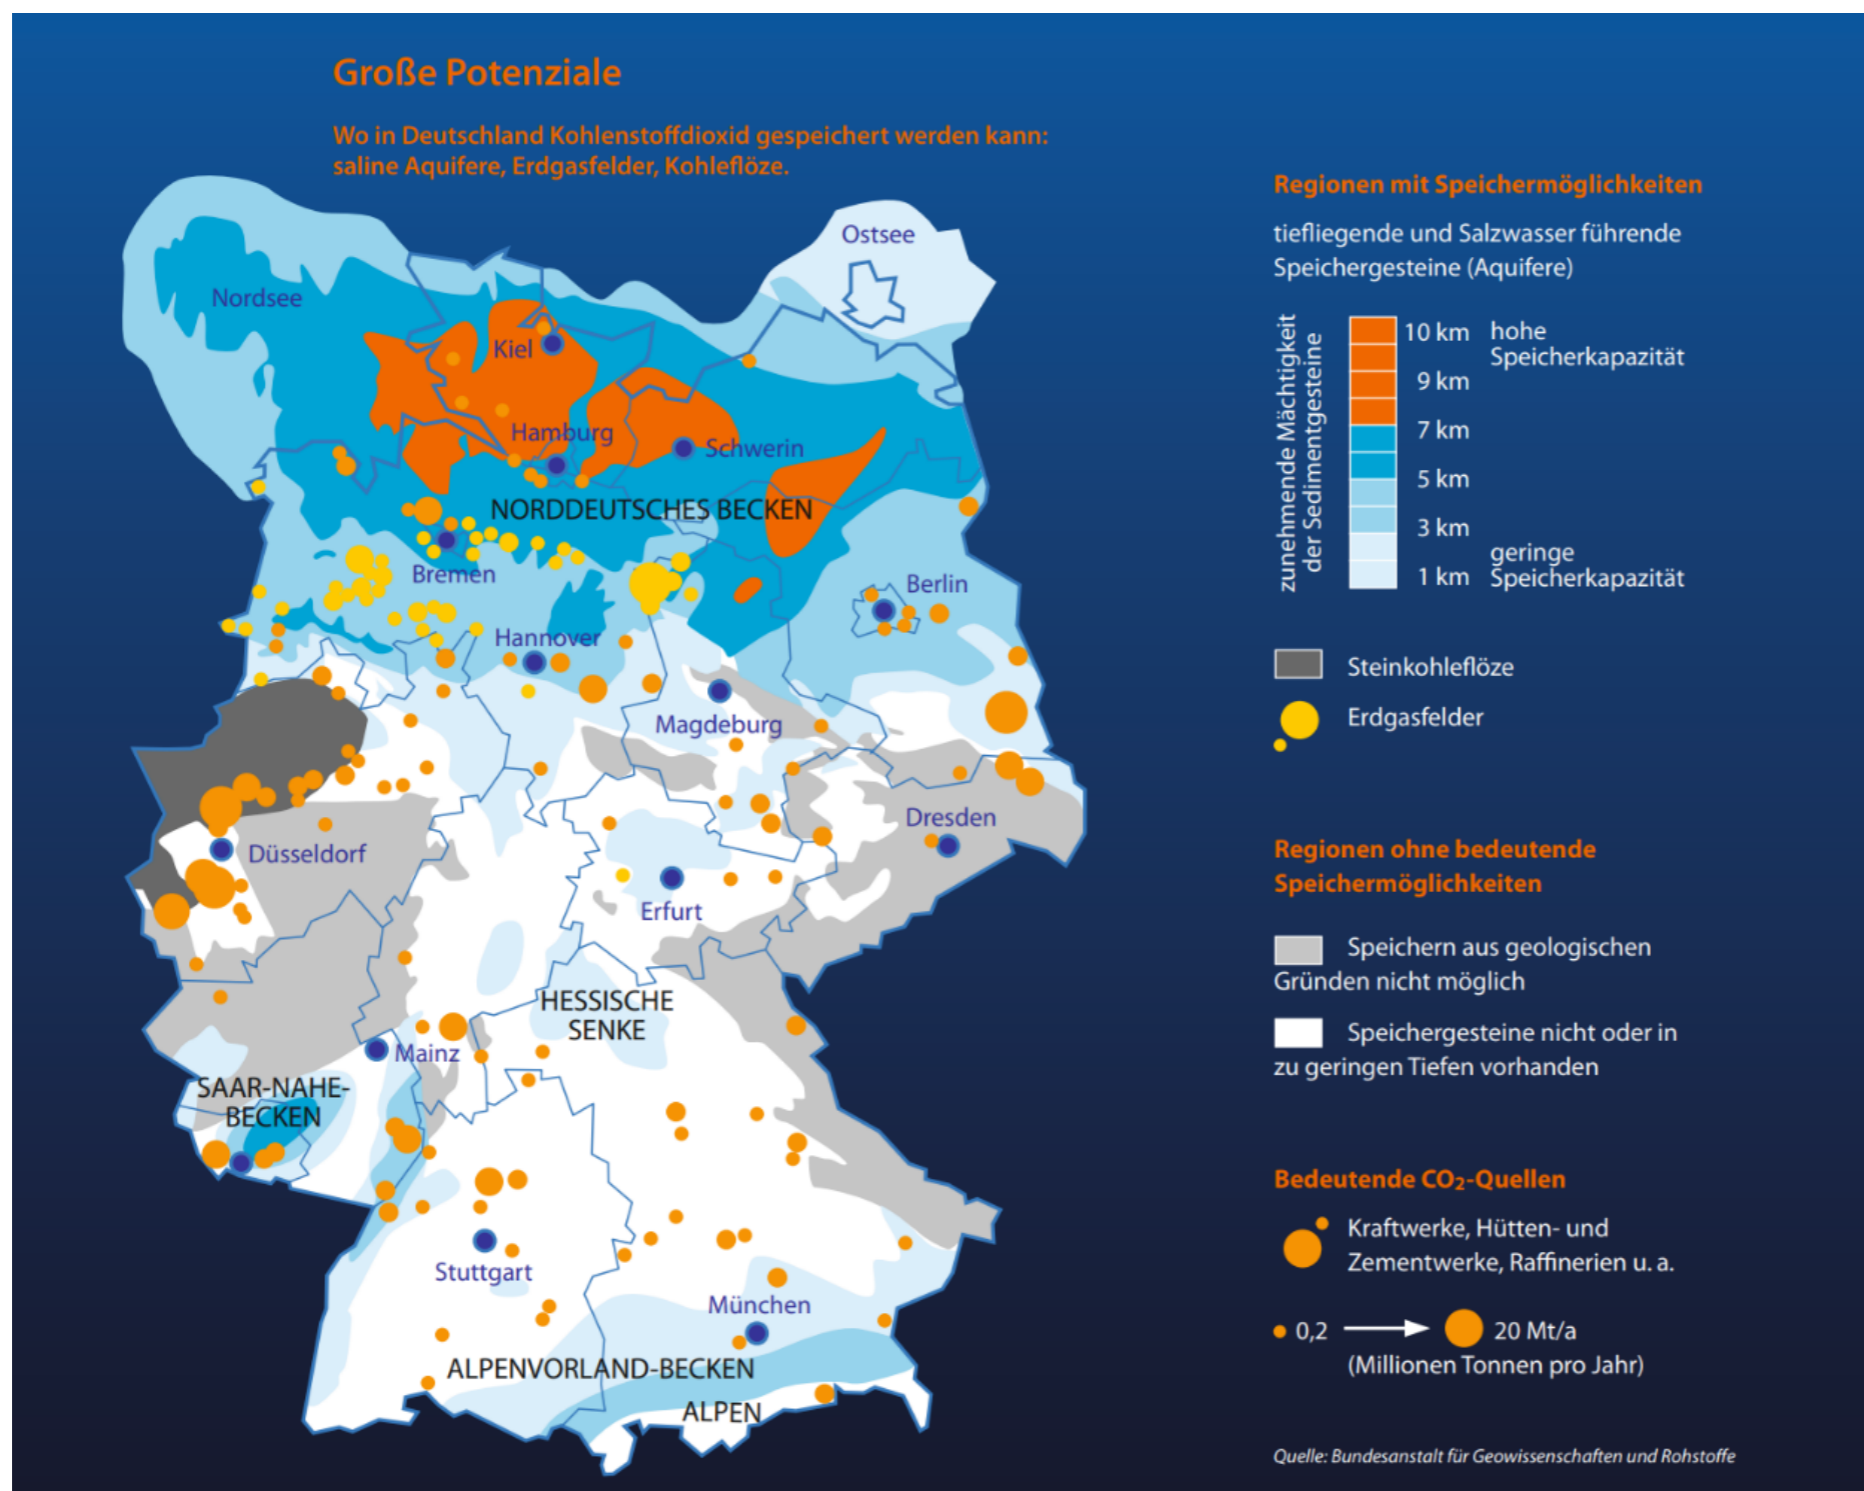 Große Potenziale
Wo in Deutschland Kohlenstoffdioxid gespeichert werden kann:
saline Aquifere, Erdgasfelder, Kohleflöze.
Ostsee
Nordsee
Kiel
Hamburg
Schwerin
NORDDEUTSCHES BECKEN
Bremen
Berlin
Hannover
Magdeburg
Dresden
Düsseldorf
Erfurt
HESSISCHE
SENKE
Mainz
SAAR-NAHE-
BECKEN
Stuttgart
München
ALPENVORLAND-BECKEN
ALPEN
Regionen mit Speichermöglichkeiten
tiefliegende und Salzwasser führende
Speichergesteine (Aquifere)
zunehmende Mächtigkeit
der Sedimentgesteine
10 km hohe
Speicherkapazität
9 km
7 km
5 km
3 km
geringe
1 km Speicherkapazität
Steinkohleflöze
Erdgasfelder
Regionen ohne bedeutende
Speichermöglichkeiten
Speichern aus geologischen
Gründen nicht möglich
Speichergesteine nicht oder in
zu geringen Tiefen vorhanden
Bedeutende CO₂-Quellen
Kraftwerke, Hütten- und
Zementwerke, Raffinerien u. a.
0,2 20 Mt/a
(Millionen Tonnen pro Jahr)
Quelle: Bundesanstalt für Geowissenschaften und Rohstoffe